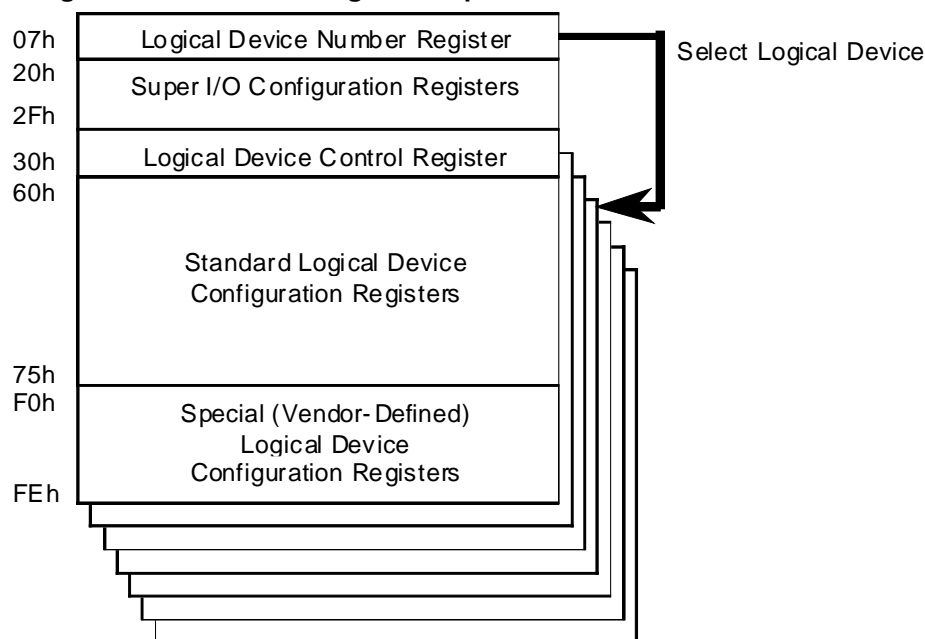 07h Logical Device Number Register
Select Logical Device
20h
Super I/O Configuration Registers
2Fh
30h Logical Device Control Register
60h
Standard Logical Device
Configuration Registers
75h
F0h
Special (Vendor-Defined)
Logical Device
Configuration Registers
FEh